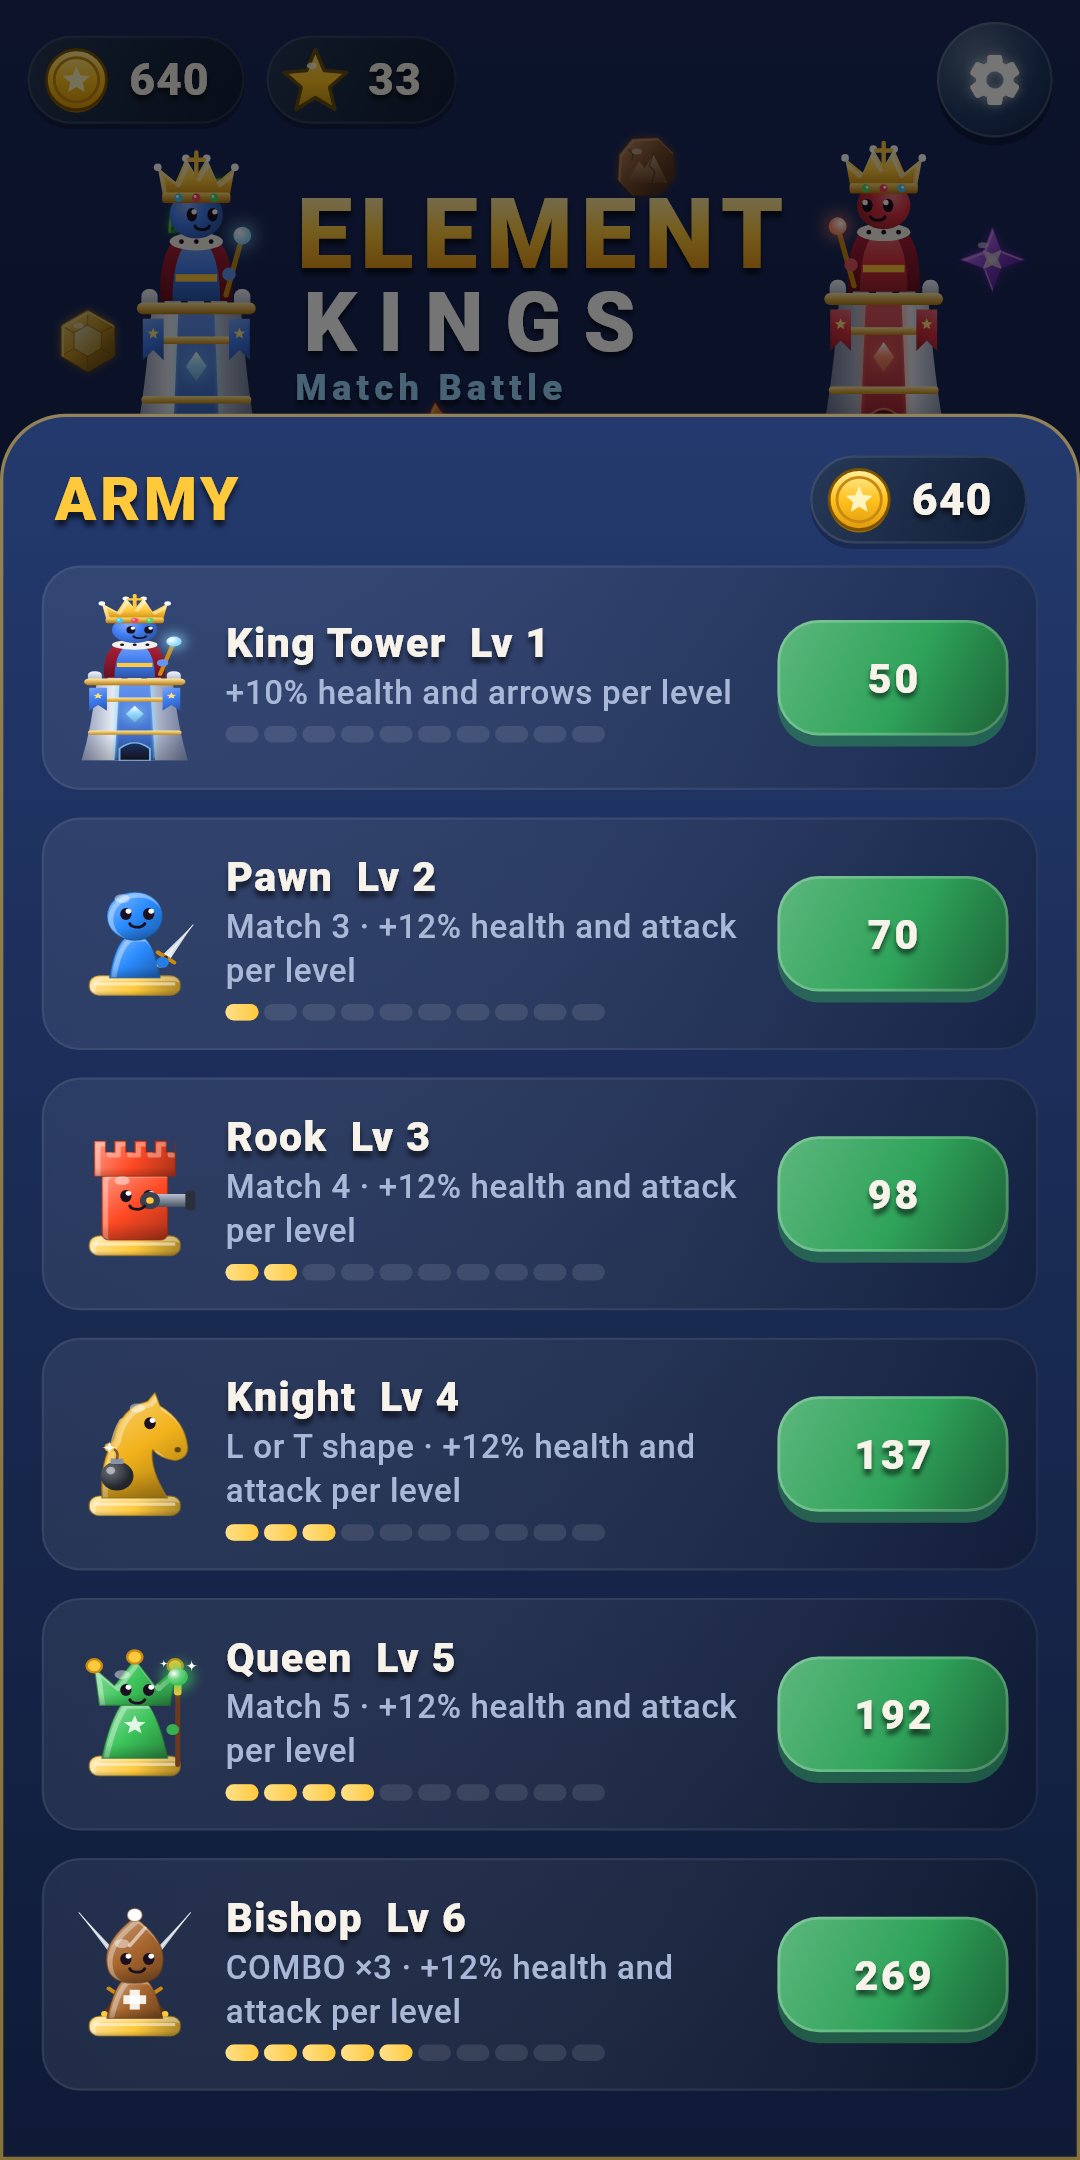 640
33
ELEMENT
KINGS
Match Battle
ARMY
640
King Tower Lv 1
+10% health and arrows per level
50
Pawn Lv 2
Match 3 · +12% health and attack
per level
70
Rook Lv 3
Match 4 · +12% health and attack
per level
98
Knight Lv 4
L or T shape · +12% health and
attack per level
137
Queen Lv 5
Match 5 · +12% health and attack
per level
192
Bishop Lv 6
COMBO ×3 · +12% health and
attack per level
269